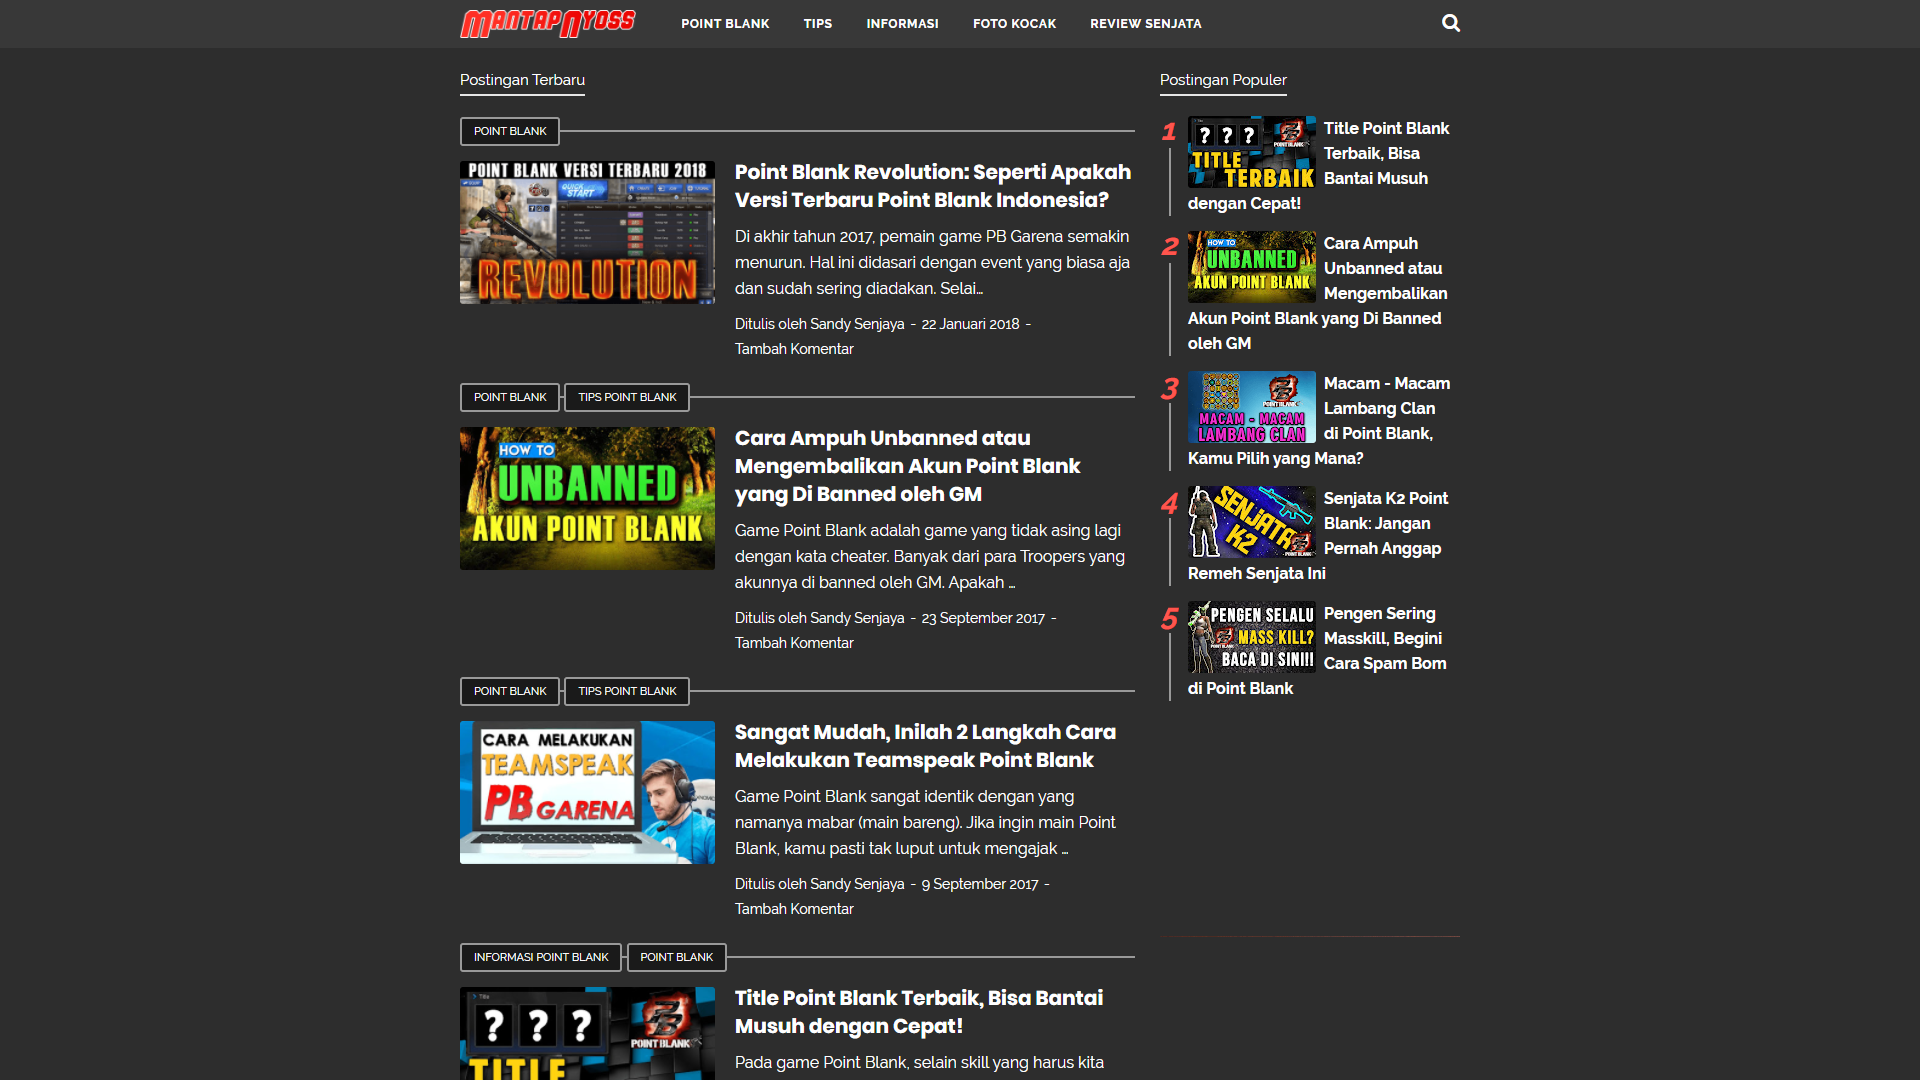 MantapNyoss
POINT BLANK
TIPS
INFORMASI
FOTO KOCAK
REVIEW SENJATA
Postingan Terbaru
POINT BLANK
POINT BLANK VERSI TERBARU 2018
QUICK START
REVOLUTION
Point Blank Revolution: Seperti Apakah
Versi Terbaru Point Blank Indonesia?
Di akhir tahun 2017, pemain game PB Garena semakin
menurun. Hal ini didasari dengan event yang biasa aja
dan sudah sering diadakan. Selai…
Ditulis oleh Sandy Senjaya - 22 Januari 2018 -
Tambah Komentar
POINT BLANK
TIPS POINT BLANK
HOW TO
UNBANNED
AKUN POINT BLANK
Cara Ampuh Unbanned atau
Mengembalikan Akun Point Blank
yang Di Banned oleh GM
Game Point Blank adalah game yang tidak asing lagi
dengan kata cheater. Banyak dari para Troopers yang
akunnya di banned oleh GM. Apakah …
Ditulis oleh Sandy Senjaya - 23 September 2017 -
Tambah Komentar
POINT BLANK
TIPS POINT BLANK
CARA MELAKUKAN
TEAMSPEAK
PB GARENA
Sangat Mudah, Inilah 2 Langkah Cara
Melakukan Teamspeak Point Blank
Game Point Blank sangat identik dengan yang
namanya mabar (main bareng). Jika ingin main Point
Blank, kamu pasti tak luput untuk mengajak …
Ditulis oleh Sandy Senjaya - 9 September 2017 -
Tambah Komentar
INFORMASI POINT BLANK
POINT BLANK
Title
? ? ?
POINT BLANK
TITLE
Title Point Blank Terbaik, Bisa Bantai
Musuh dengan Cepat!
Pada game Point Blank, selain skill yang harus kita
Postingan Populer
1
? ? ?
POINT BLANK
TITLE
TERBAIK
Title Point Blank
Terbaik, Bisa
Bantai Musuh
dengan Cepat!
2
HOW TO
UNBANNED
AKUN POINT BLANK
Cara Ampuh
Unbanned atau
Mengembalikan
Akun Point Blank yang Di Banned
oleh GM
3
POINT BLANK
MACAM - MACAM
LAMBANG CLAN
Macam - Macam
Lambang Clan
di Point Blank,
Kamu Pilih yang Mana?
4
SENJATA
K2
POINT BLANK
Senjata K2 Point
Blank: Jangan
Pernah Anggap
Remeh Senjata Ini
5
PENGEN SELALU
MASS KILL?
POINT BLANK
BACA DI SINI!!!
Pengen Sering
Masskill, Begini
Cara Spam Bom
di Point Blank